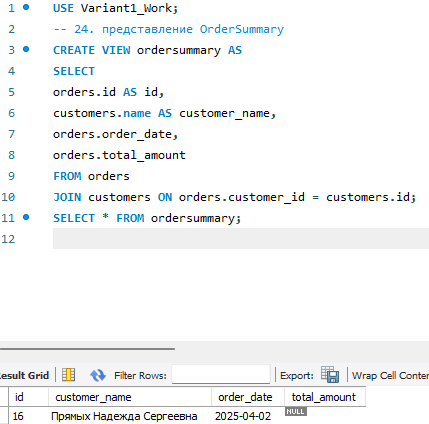 1 USE Variant1_Work;
2 -- 24. представление OrderSummary
3 CREATE VIEW ordersummary AS
4 SELECT
5 orders.id AS id,
6 customers.name AS customer_name,
7 orders.order_date,
8 orders.total_amount
9 FROM orders
10 JOIN customers ON orders.customer_id = customers.id;
11 SELECT * FROM ordersummary;
12
Result Grid Filter Rows: Export: Wrap Cell Conten
id customer_name order_date total_amount
16 Прямых Надежда Сергеевна 2025-04-02 NULL